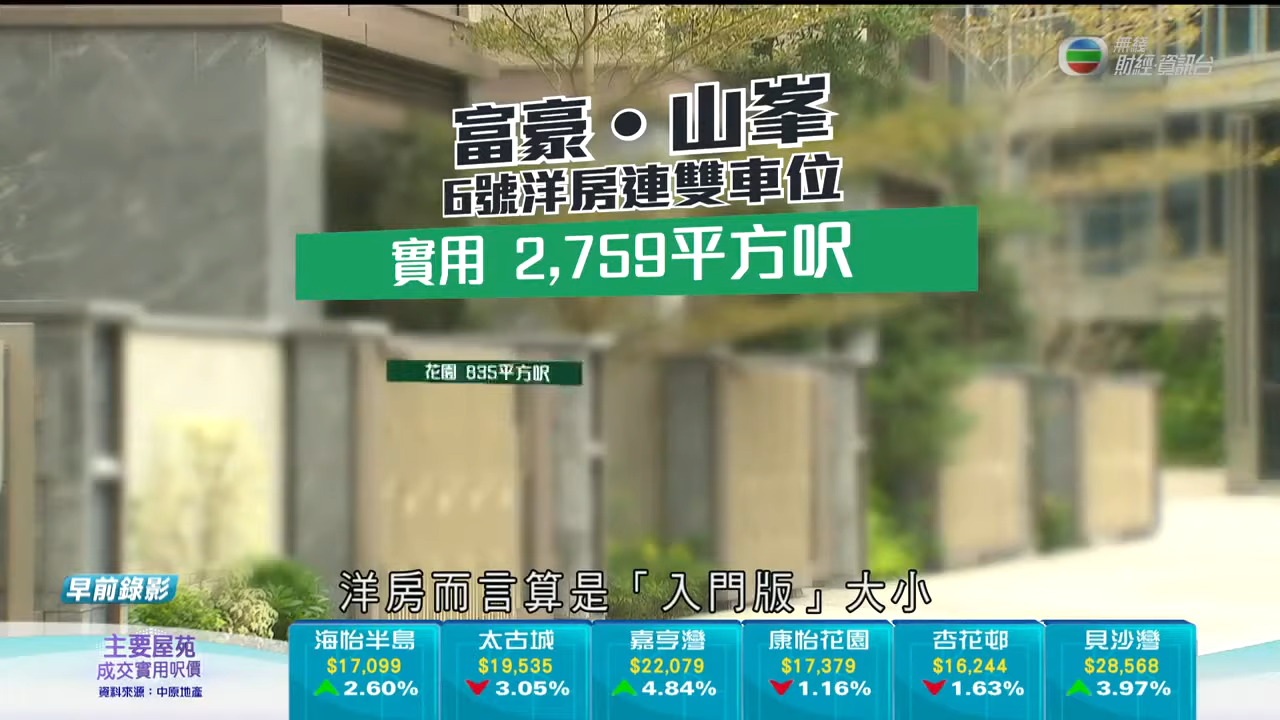 無綫
財經·資訊台
富豪·山峯
6號洋房連雙車位
實用 2,759平方呎
花園 835平方呎
洋房而言算是「入門版」大小
早前錄影
主要屋苑
成交實用呎價
資料來源：中原地產
海怡半島
$17,099
2.60%
太古城
$19,535
3.05%
嘉亨灣
$22,079
4.84%
康怡花園
$17,379
1.16%
杏花邨
$16,244
1.63%
貝沙灣
$28,568
3.97%